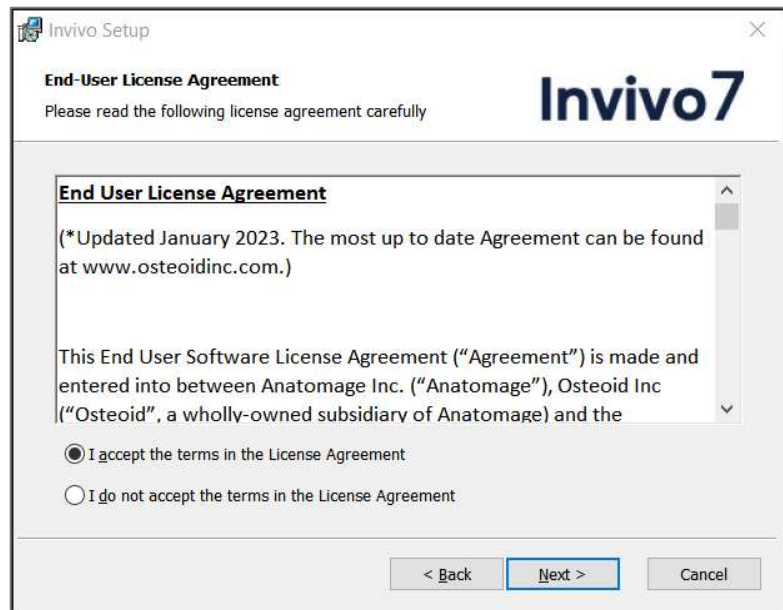 Invivo Setup
End-User License Agreement
Please read the following license agreement carefully
Invivo7
End User License Agreement
(*Updated January 2023. The most up to date Agreement can be found
at www.osteoidinc.com.)
This End User Software License Agreement (“Agreement”) is made and
entered into between Anatomage Inc. (“Anatomage”), Osteoid Inc
(“Osteoid”, a wholly-owned subsidiary of Anatomage) and the
I accept the terms in the License Agreement
I do not accept the terms in the License Agreement
< Back
Next >
Cancel